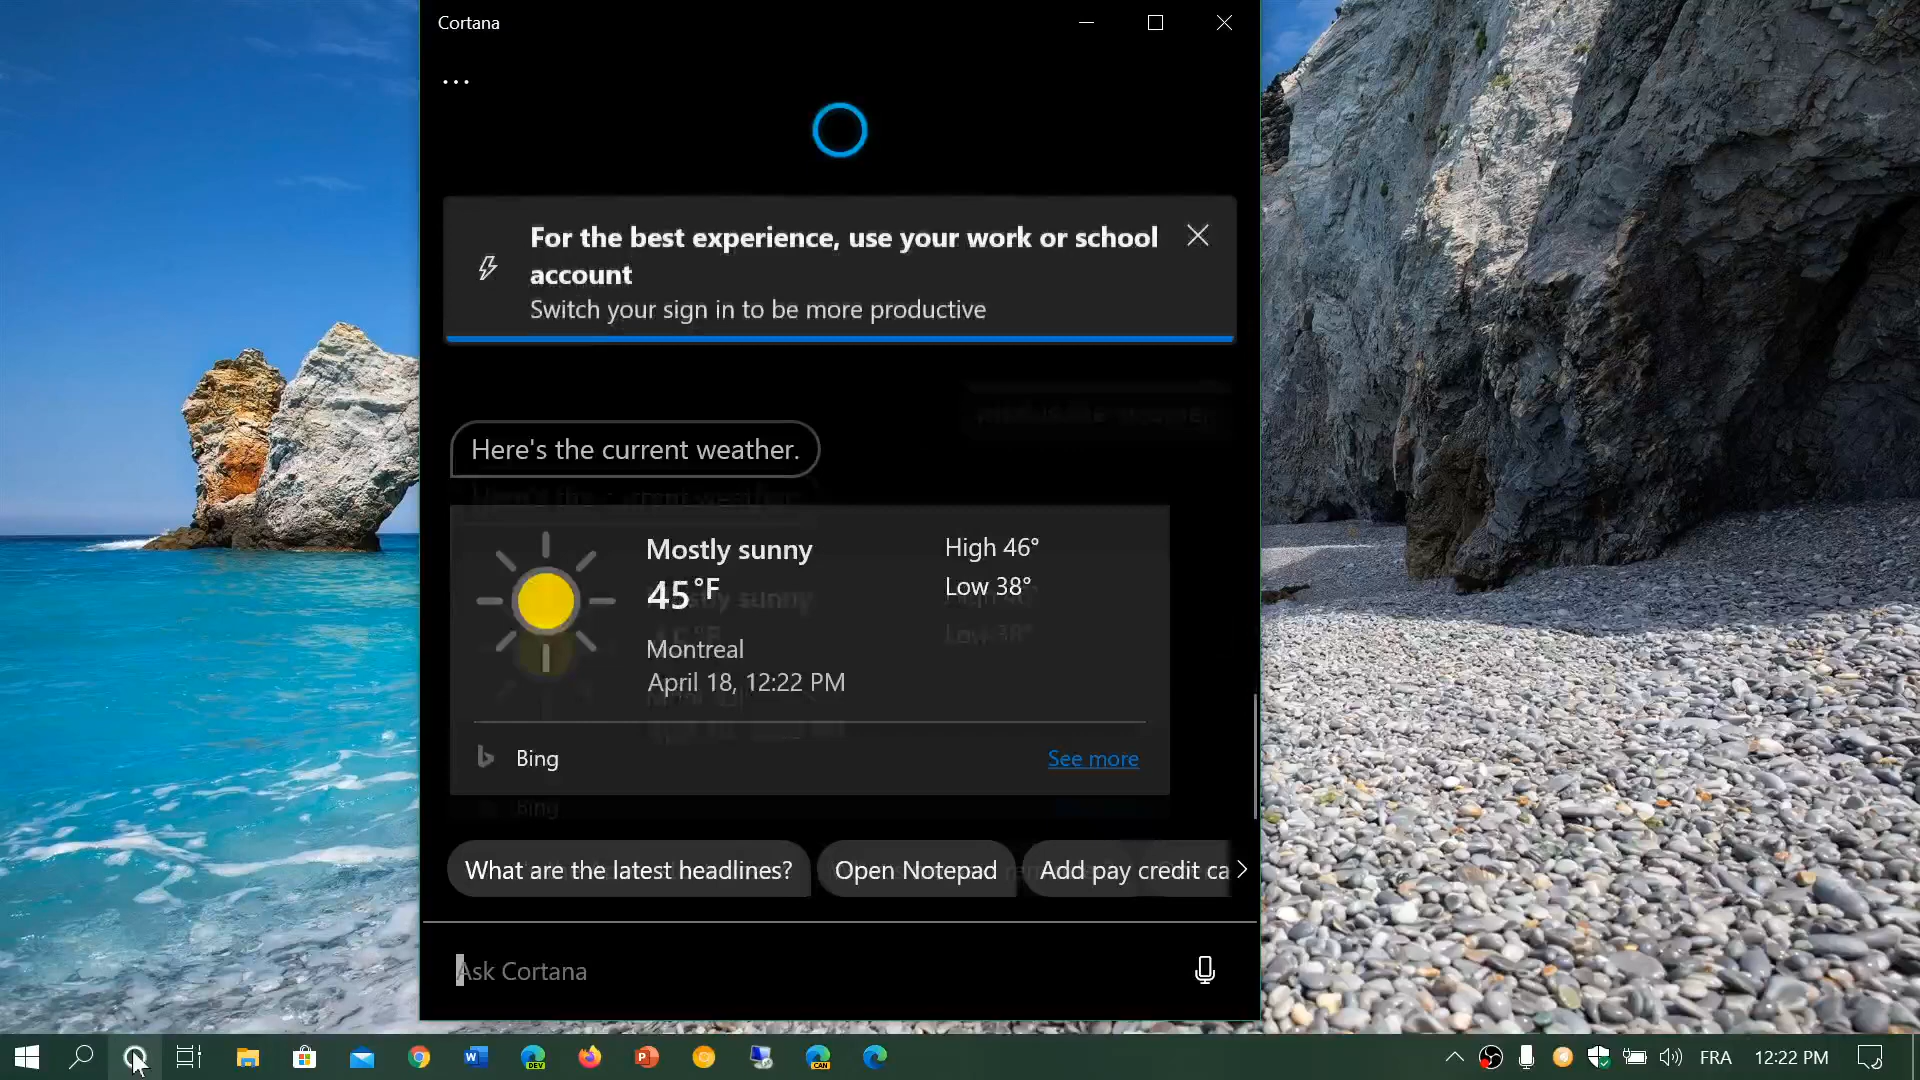 Cortana
...
For the best experience, use your work or school
account
Switch your sign in to be more productive
Here's the current weather.
Mostly sunny
High 46°
45°F
Low 38°
Montreal
April 18, 12:22 PM
Bing
See more
What are the latest headlines?
Open Notepad
Add pay credit ca
Ask Cortana
DEV
CAN
FRA
12:22 PM